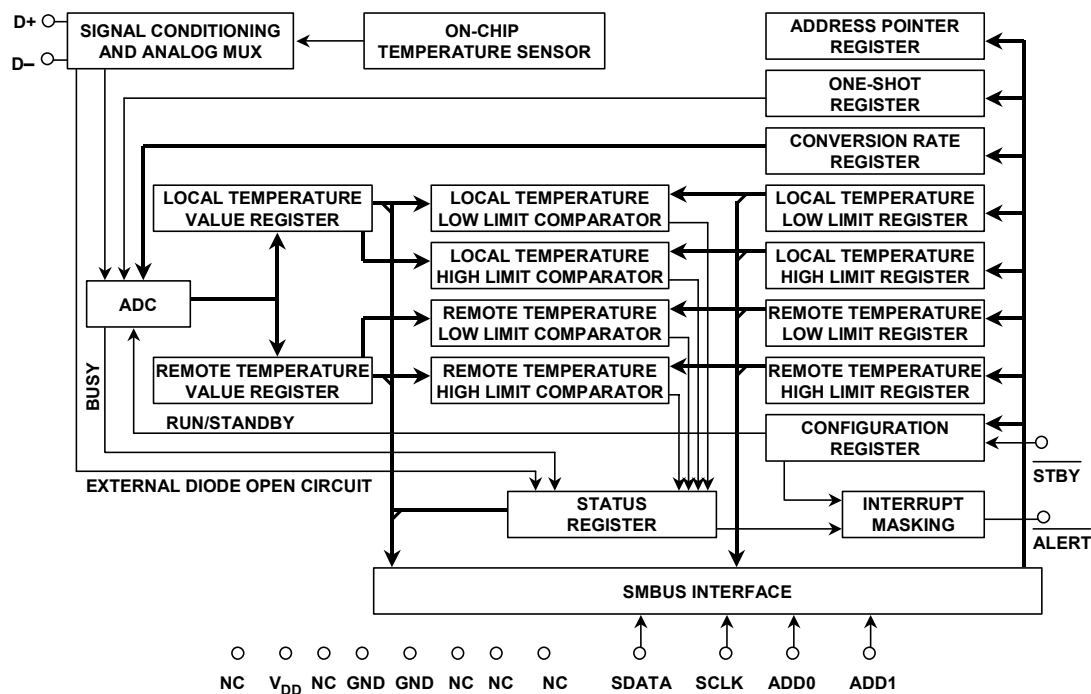 D+
D–
SIGNAL CONDITIONING
AND ANALOG MUX
ON-CHIP
TEMPERATURE SENSOR
ADDRESS POINTER
REGISTER
ONE-SHOT
REGISTER
CONVERSION RATE
REGISTER
LOCAL TEMPERATURE
VALUE REGISTER
LOCAL TEMPERATURE
LOW LIMIT COMPARATOR
LOCAL TEMPERATURE
LOW LIMIT REGISTER
LOCAL TEMPERATURE
HIGH LIMIT COMPARATOR
LOCAL TEMPERATURE
HIGH LIMIT REGISTER
ADC
REMOTE TEMPERATURE
LOW LIMIT COMPARATOR
REMOTE TEMPERATURE
LOW LIMIT REGISTER
REMOTE TEMPERATURE
VALUE REGISTER
REMOTE TEMPERATURE
HIGH LIMIT COMPARATOR
REMOTE TEMPERATURE
HIGH LIMIT REGISTER
BUSY
RUN/STANDBY
CONFIGURATION
REGISTER
STBY
EXTERNAL DIODE OPEN CIRCUIT
STATUS
REGISTER
INTERRUPT
MASKING
ALERT
SMBUS INTERFACE
NC VDD NC GND GND NC NC NC SDATA SCLK ADD0 ADD1